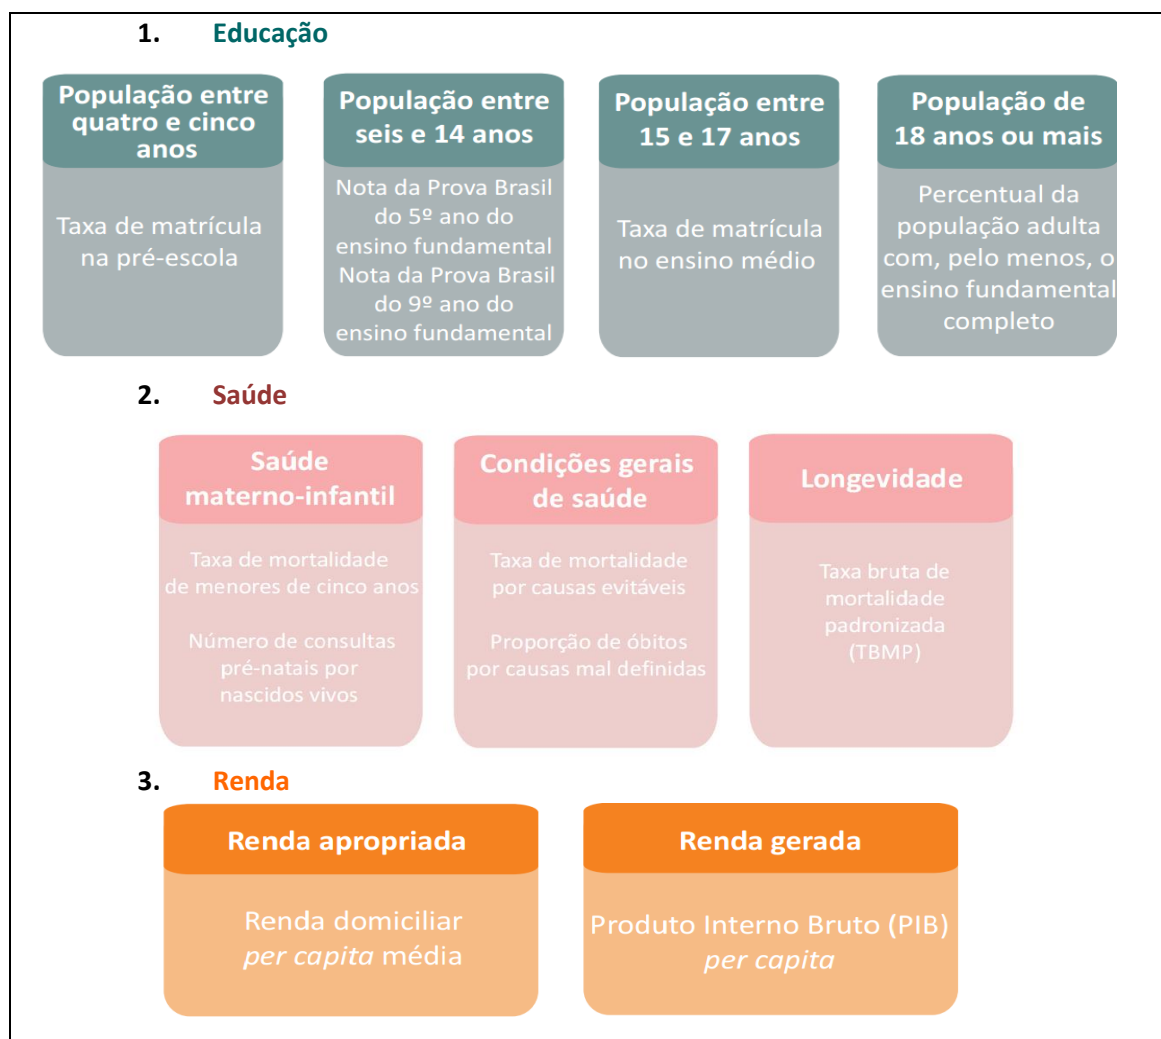 1. Educação
População entre
quatro e cinco
anos
Taxa de matrícula
na pré-escola
População entre
seis e 14 anos
Nota da Prova Brasil
do 5º ano do
ensino fundamental
Nota da Prova Brasil
do 9º ano do
ensino fundamental
População entre
15 e 17 anos
Taxa de matrícula
no ensino médio
População de
18 anos ou mais
Percentual da
população adulta
com, pelo menos, o
ensino fundamental
completo
2. Saúde
Saúde
materno-infantil
Taxa de mortalidade
de menores de cinco anos
Número de consultas
pré-natais por
nascidos vivos
Condições gerais
de saúde
Taxa de mortalidade
por causas evitáveis
Proporção de óbitos
por causas mal definidas
Longevidade
Taxa bruta de
mortalidade
padronizada
(TBMP)
3. Renda
Renda apropriada
Renda domiciliar
per capita média
Renda gerada
Produto Interno Bruto (PIB)
per capita